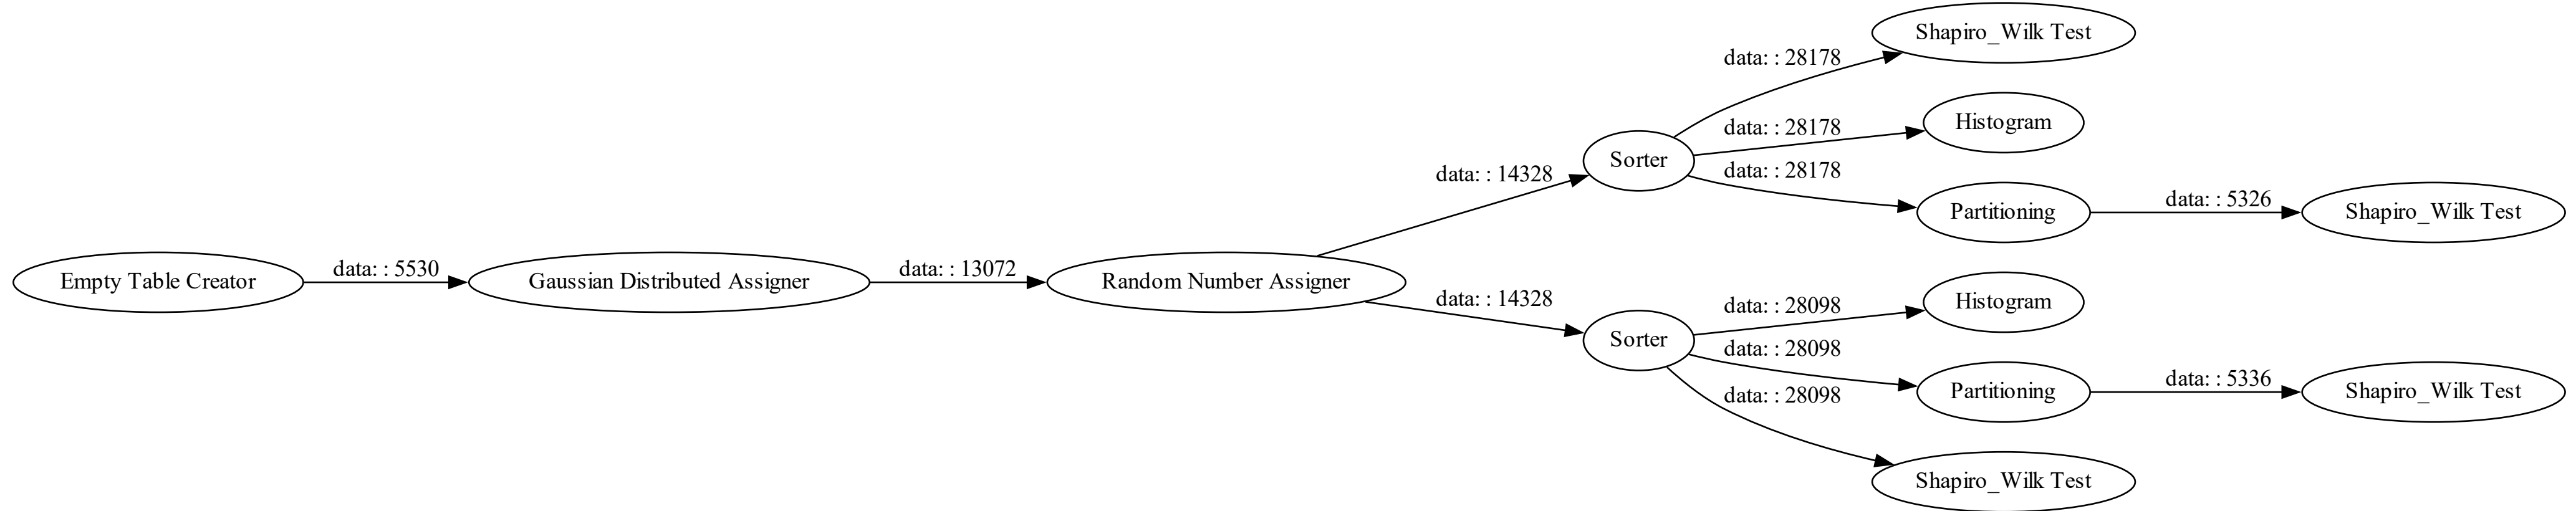 Empty Table Creator
data: : 5530
Gaussian Distributed Assigner
data: : 13072
Random Number Assigner
data: : 14328
Sorter
data: : 28178
Shapiro_Wilk Test
data: : 28178
Histogram
data: : 28178
Partitioning
data: : 5326
Shapiro_Wilk Test
data: : 14328
Sorter
data: : 28098
Histogram
data: : 28098
Partitioning
data: : 5336
Shapiro_Wilk Test
data: : 28098
Shapiro_Wilk Test